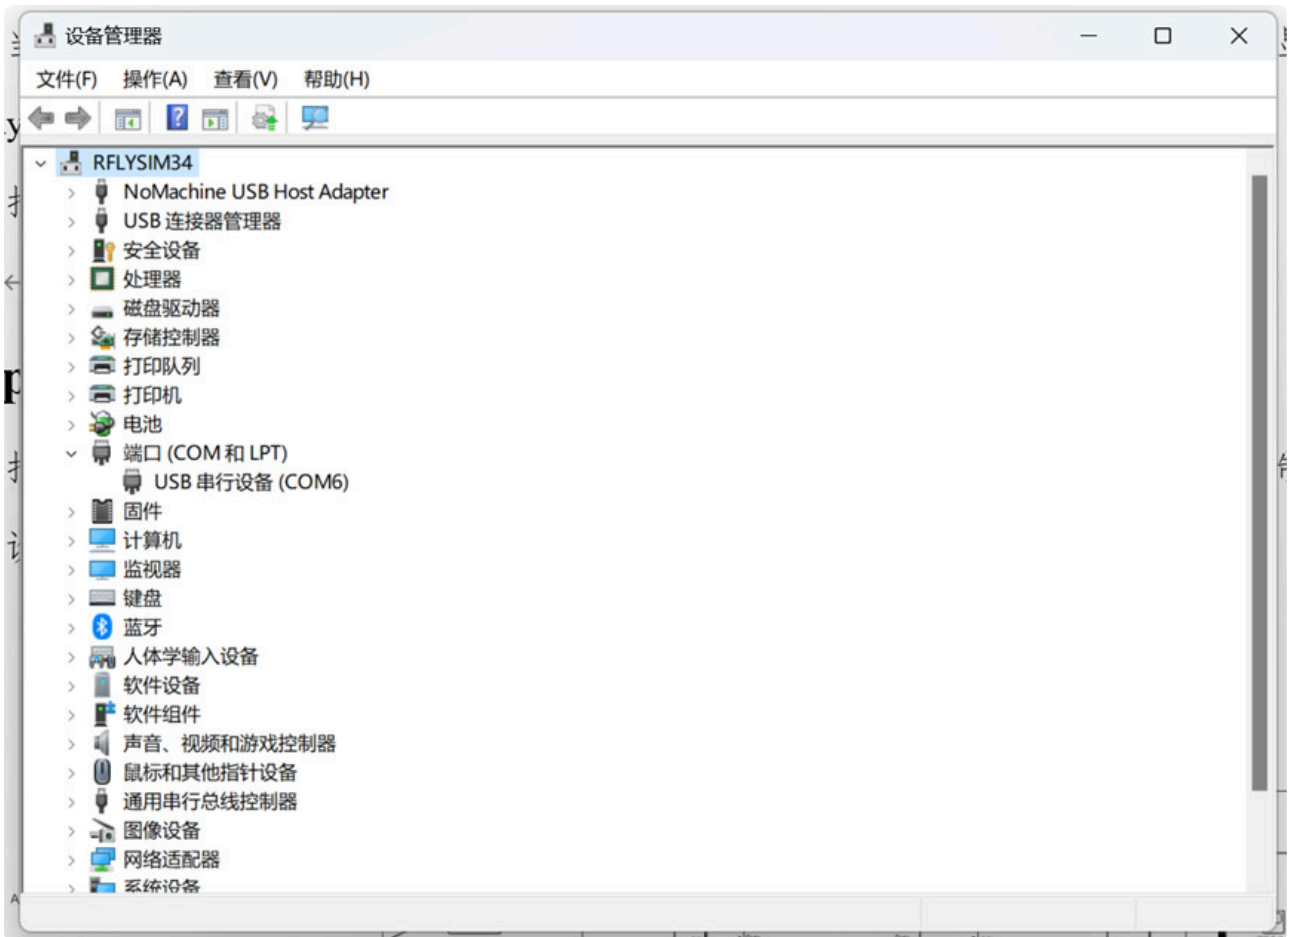 设备管理器
文件(F) 操作(A) 查看(V) 帮助(H)
RFLYSIM34
NoMachine USB Host Adapter
USB 连接器管理器
安全设备
处理器
磁盘驱动器
存储控制器
打印队列
打印机
电池
端口 (COM 和 LPT)
USB 串行设备 (COM6)
固件
计算机
监视器
键盘
蓝牙
人体学输入设备
软件设备
软件组件
声音、视频和游戏控制器
鼠标和其他指针设备
通用串行总线控制器
图像设备
网络适配器
系统设备